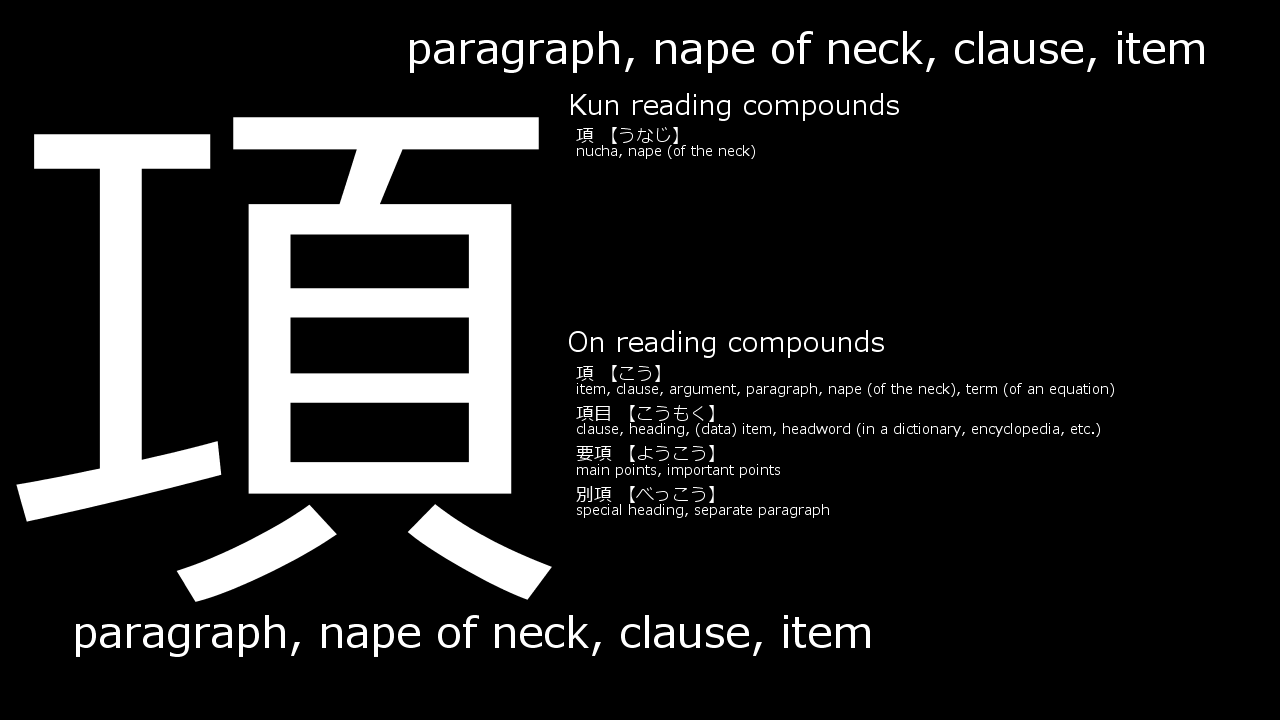 paragraph, nape of neck, clause, item
項
Kun reading compounds
項 【うなじ】
nucha, nape (of the neck)
On reading compounds
項 【こう】
item, clause, argument, paragraph, nape (of the neck), term (of an equation)
項目 【こうもく】
clause, heading, (data) item, headword (in a dictionary, encyclopedia, etc.)
要項 【ようこう】
main points, important points
別項 【べっこう】
special heading, separate paragraph
paragraph, nape of neck, clause, item